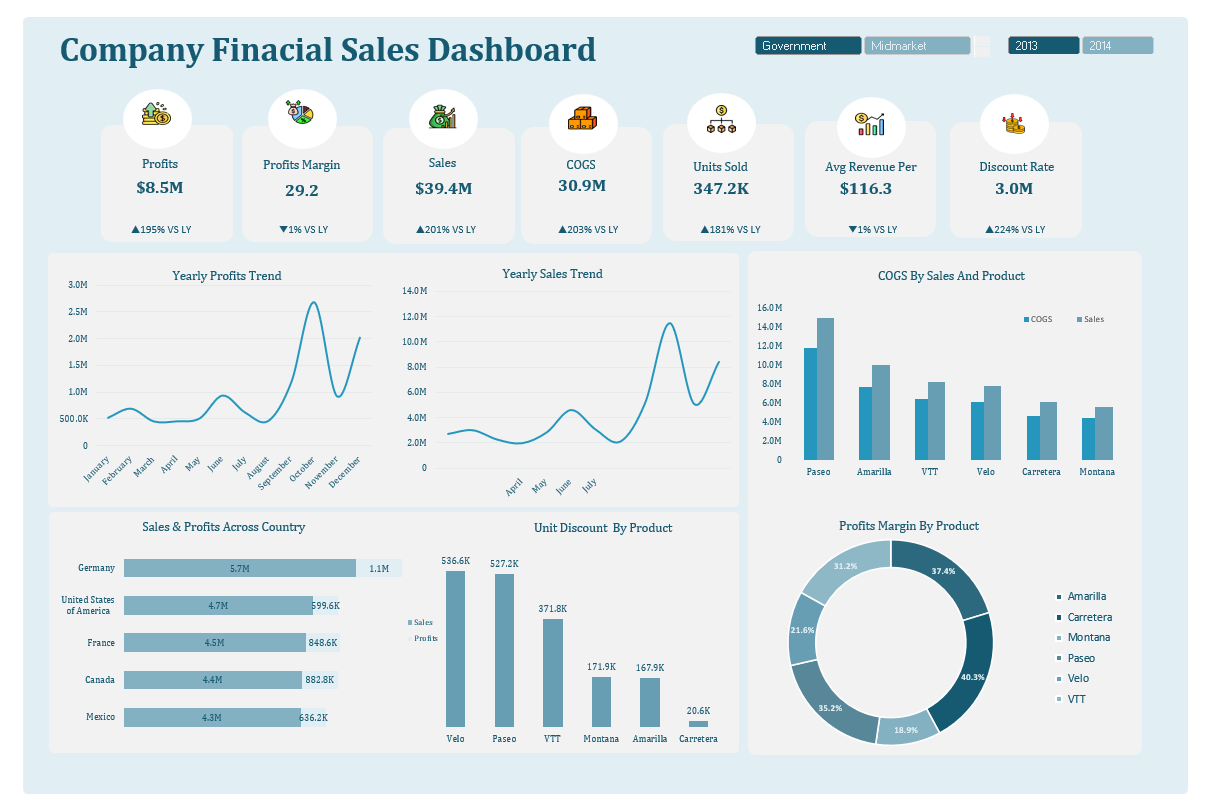 Company Finacial Sales Dashboard
Government
Midmarket
2013
2014
Profits
$8.5M
▲195% VS LY
Profits Margin
29.2
▼1% VS LY
Sales
$39.4M
▲201% VS LY
COGS
30.9M
▲203% VS LY
Units Sold
347.2K
▲181% VS LY
Avg Revenue Per
$116.3
▼1% VS LY
Discount Rate
3.0M
▲224% VS LY
Yearly Profits Trend
3.0M
2.5M
2.0M
1.5M
1.0M
500.0K
0
January
February
March
April
May
June
July
August
September
October
November
December
Yearly Sales Trend
14.0M
12.0M
10.0M
8.0M
6.0M
4.0M
2.0M
0
April
May
June
July
COGS By Sales And Product
COGS
Sales
16.0M
14.0M
12.0M
10.0M
8.0M
6.0M
4.0M
2.0M
0
Paseo
Amarilla
VTT
Velo
Carretera
Montana
Sales & Profits Across Country
Germany
5.7M
1.1M
United States
of America
4.7M
599.6K
France
4.5M
848.6K
Canada
4.4M
882.8K
Mexico
4.3M
636.2K
Sales
Profits
Unit Discount By Product
536.6K
527.2K
371.8K
171.9K
167.9K
20.6K
Velo
Paseo
VTT
Montana
Amarilla
Carretera
Profits Margin By Product
37.4%
40.3%
18.9%
35.2%
21.6%
31.2%
Amarilla
Carretera
Montana
Paseo
Velo
VTT